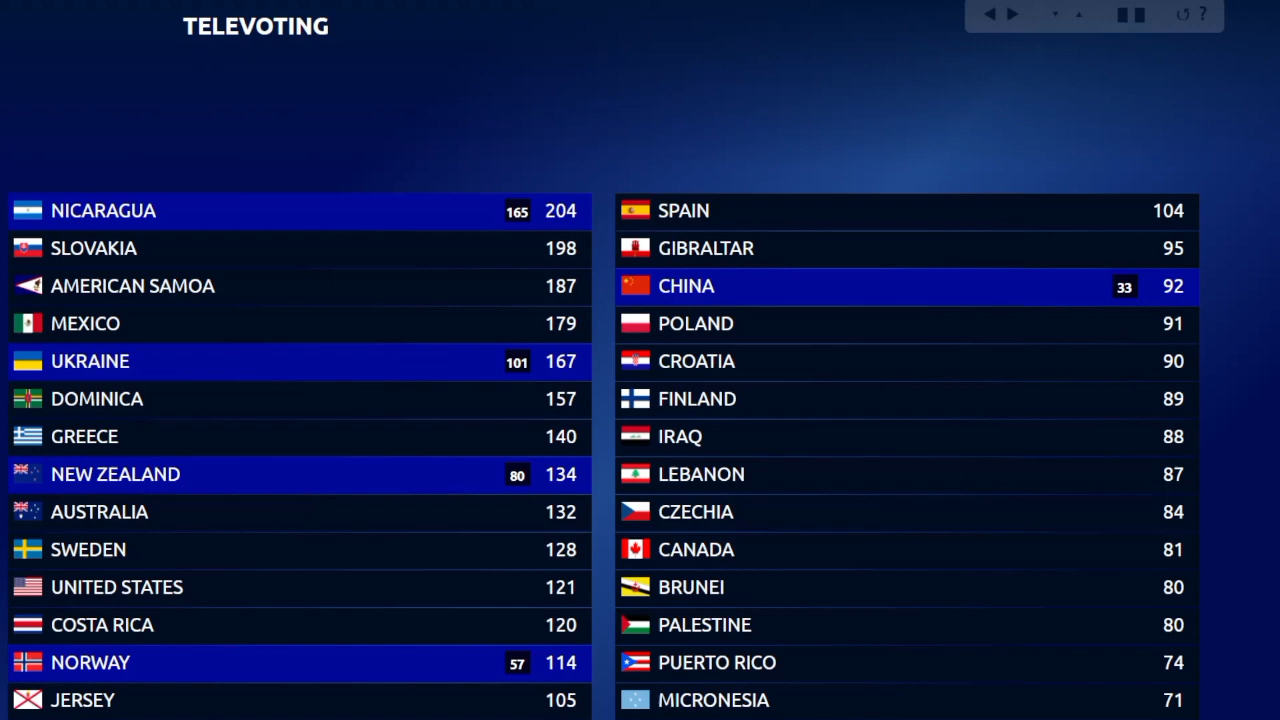 TELEVOTING
?
NICARAGUA 165 204
SLOVAKIA 198
AMERICAN SAMOA 187
MEXICO 179
UKRAINE 101 167
DOMINICA 157
GREECE 140
NEW ZEALAND 80 134
AUSTRALIA 132
SWEDEN 128
UNITED STATES 121
COSTA RICA 120
NORWAY 57 114
JERSEY 105
SPAIN 104
GIBRALTAR 95
CHINA 33 92
POLAND 91
CROATIA 90
FINLAND 89
IRAQ 88
LEBANON 87
CZECHIA 84
CANADA 81
BRUNEI 80
PALESTINE 80
PUERTO RICO 74
MICRONESIA 71